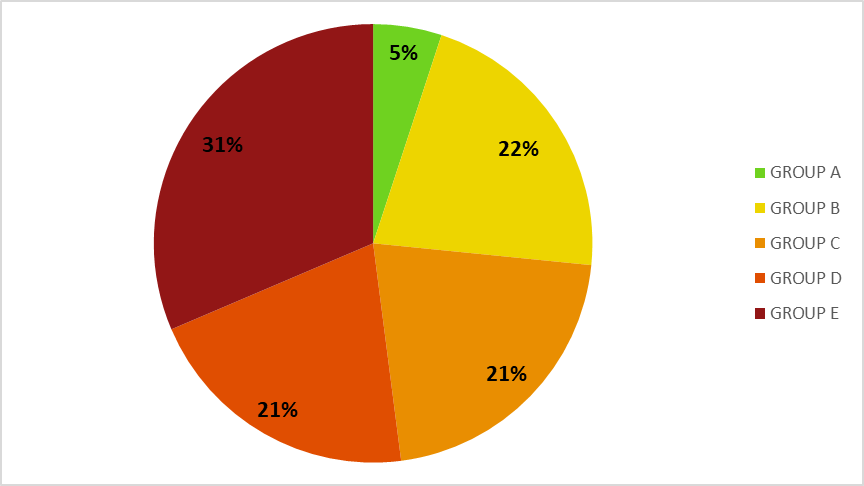 5%
22%
31%
21%
21%
GROUP A
GROUP B
GROUP C
GROUP D
GROUP E